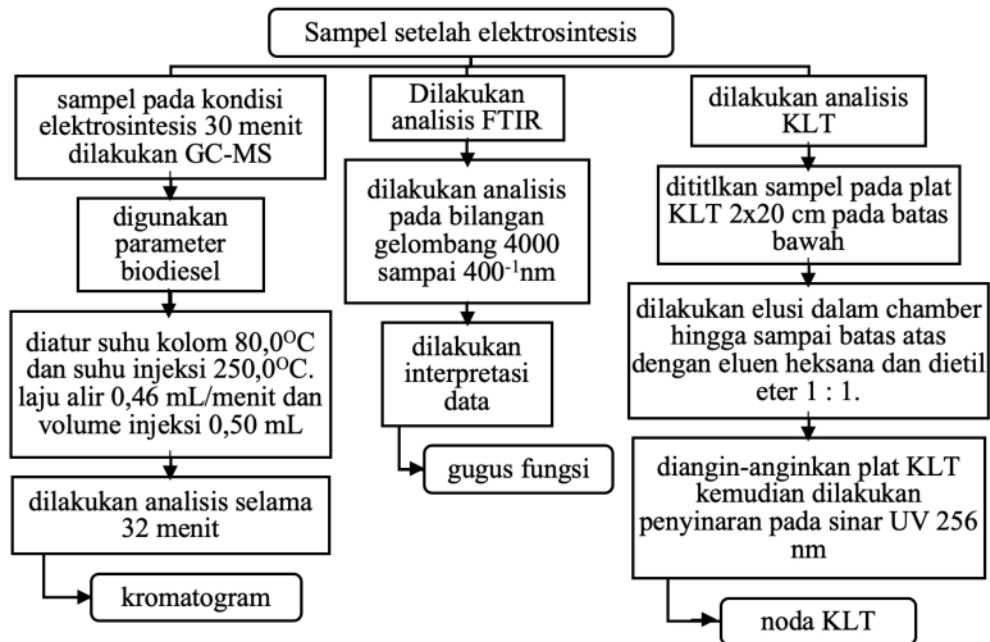 Sampel setelah elektrosintesis
sampel pada kondisi
elektrosintesis 30 menit
dilakukan GC-MS
digunakan
parameter
biodiesel
diatur suhu kolom 80,0⁰C
dan suhu injeksi 250,0⁰C.
laju alir 0,46 mL/menit dan
volume injeksi 0,50 mL
dilakukan analisis selama
32 menit
kromatogram
Dilakukan
analisis FTIR
dilakukan analisis
pada bilangan
gelombang 4000
sampai 400⁻¹nm
dilakukan
interpretasi
data
gugus fungsi
dilakukan analisis
KLT
dititlkan sampel pada plat
KLT 2x20 cm pada batas
bawah
dilakukan elusi dalam chamber
hingga sampai batas atas
dengan eluen heksana dan dietil
eter 1 : 1.
diangin-anginkan plat KLT
kemudian dilakukan
penyinaran pada sinar UV 256
nm
noda KLT